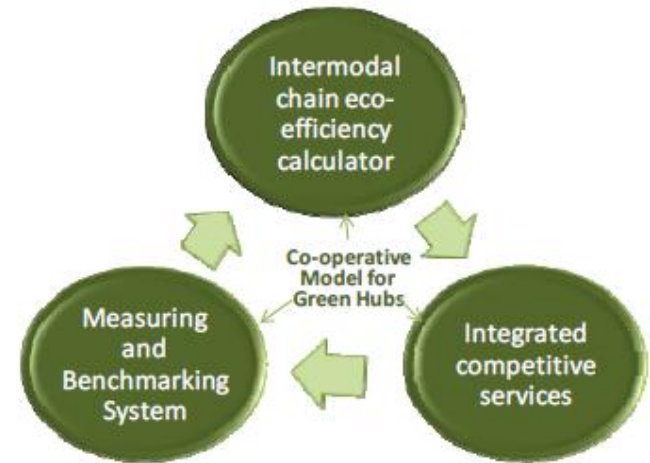 Intermodal
chain eco-
efficiency
calculator
Co-operative
Model for
Green Hubs
Measuring
and
Benchmarking
System
Integrated
competitive
services